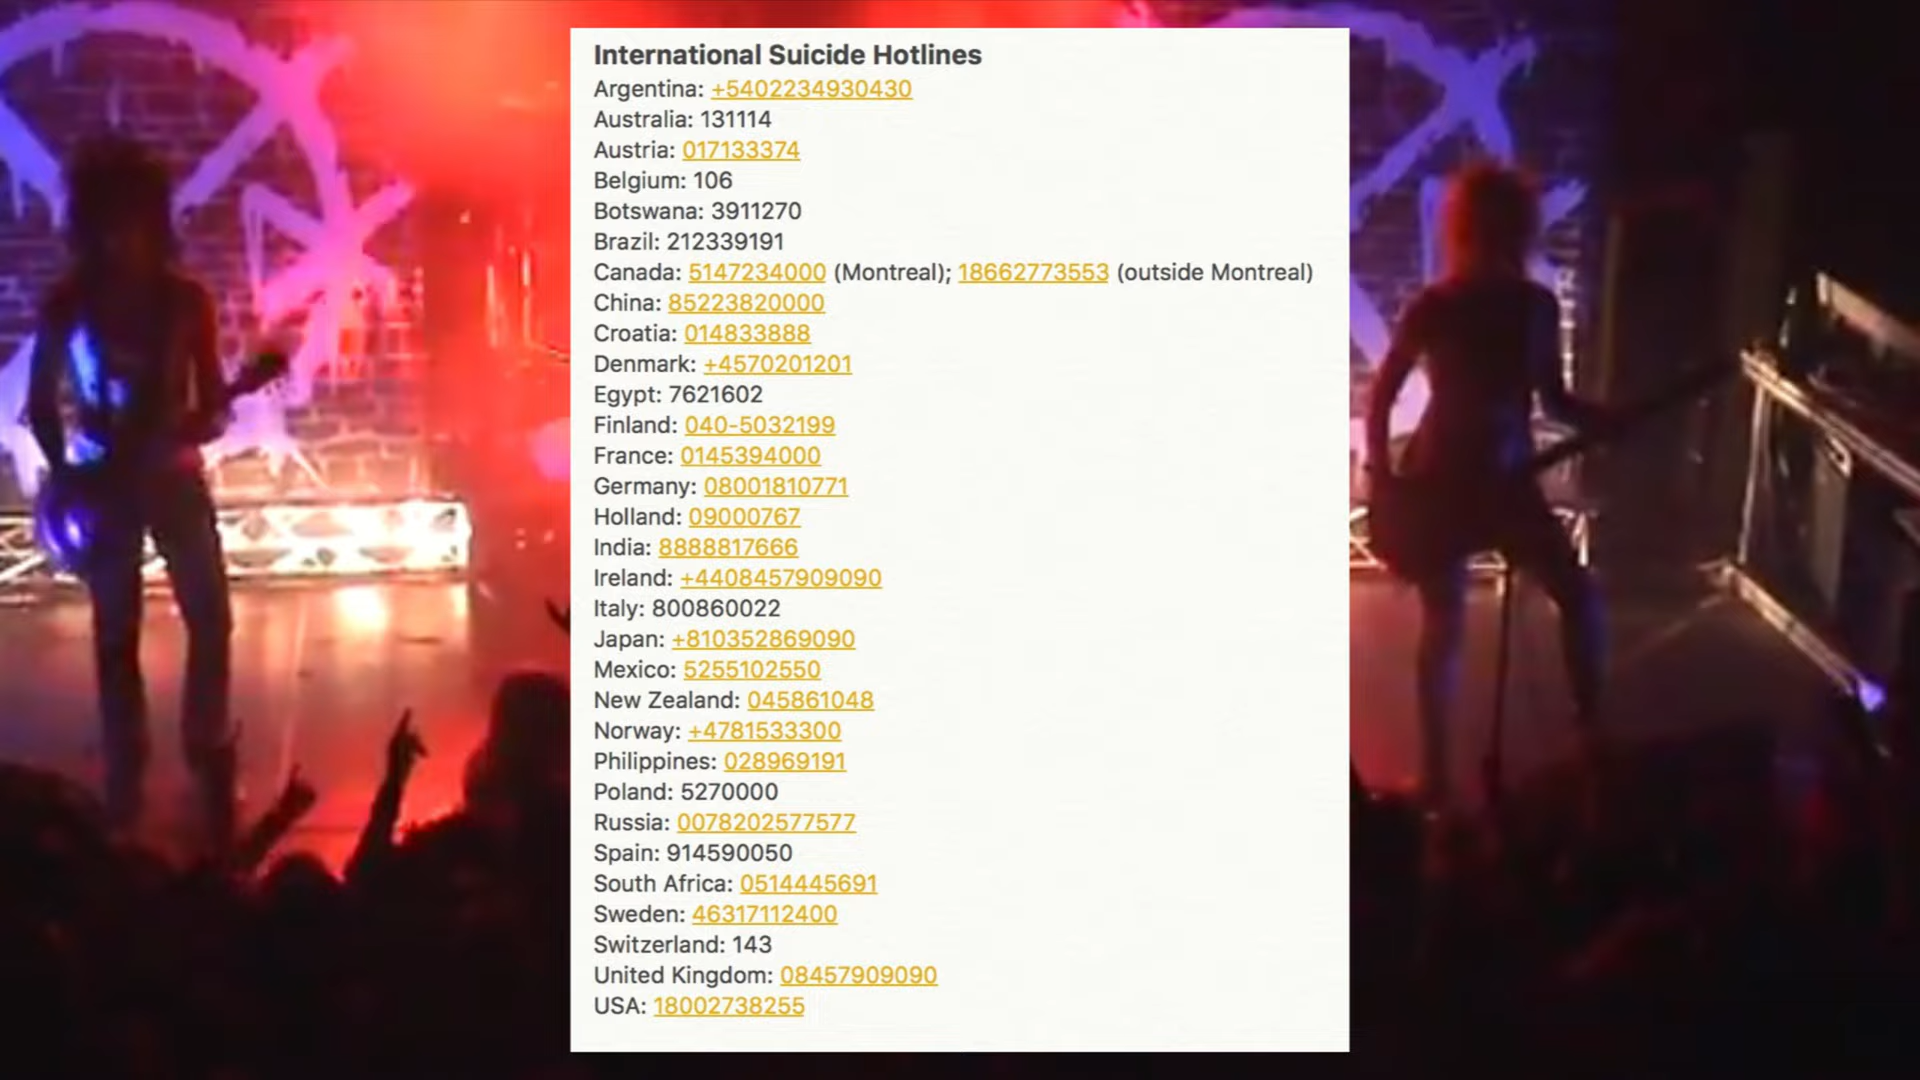 International Suicide Hotlines
Argentina: +5402234930430
Australia: 131114
Austria: 017133374
Belgium: 106
Botswana: 3911270
Brazil: 212339191
Canada: 5147234000 (Montreal); 18662773553 (outside Montreal)
China: 85223820000
Croatia: 014833888
Denmark: +4570201201
Egypt: 7621602
Finland: 040-5032199
France: 0145394000
Germany: 08001810771
Holland: 09000767
India: 8888817666
Ireland: +4408457909090
Italy: 800860022
Japan: +810352869090
Mexico: 5255102550
New Zealand: 045861048
Norway: +4781533300
Philippines: 028969191
Poland: 5270000
Russia: 0078202577577
Spain: 914590050
South Africa: 0514445691
Sweden: 46317112400
Switzerland: 143
United Kingdom: 08457909090
USA: 18002738255